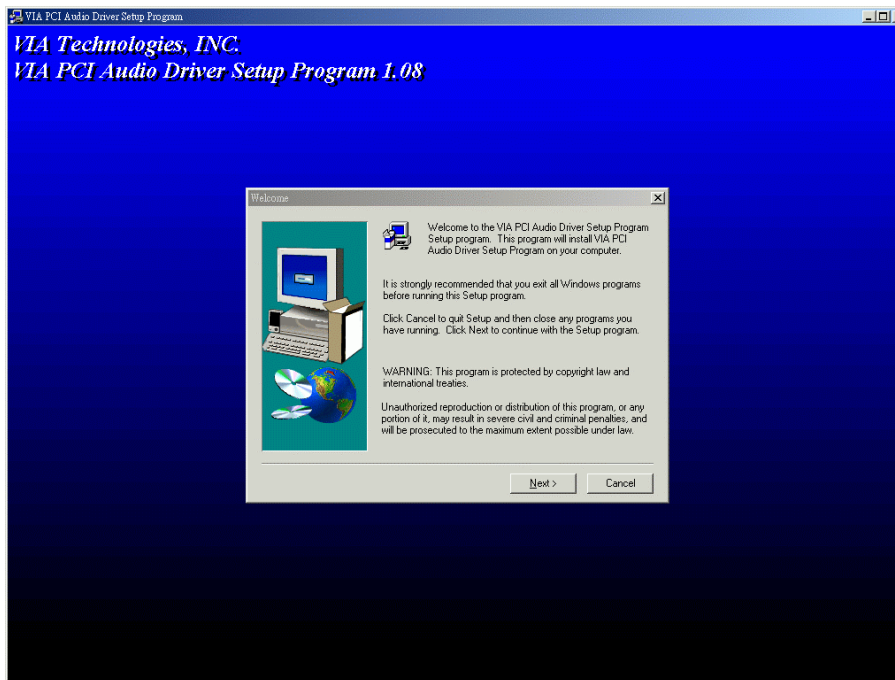 VIA PCI Audio Driver Setup Program
VIA Technologies, INC.
VIA PCI Audio Driver Setup Program 1.08
Welcome
Welcome to the VIA PCI Audio Driver Setup Program
Setup program. This program will install VIA PCI
Audio Driver Setup Program on your computer.
It is strongly recommended that you exit all Windows programs
before running this Setup program.
Click Cancel to quit Setup and then close any programs you
have running. Click Next to continue with the Setup program.
WARNING: This program is protected by copyright law and
international treaties.
Unauthorized reproduction or distribution of this program, or any
portion of it, may result in severe civil and criminal penalties, and
will be prosecuted to the maximum extent possible under law.
Next >
Cancel